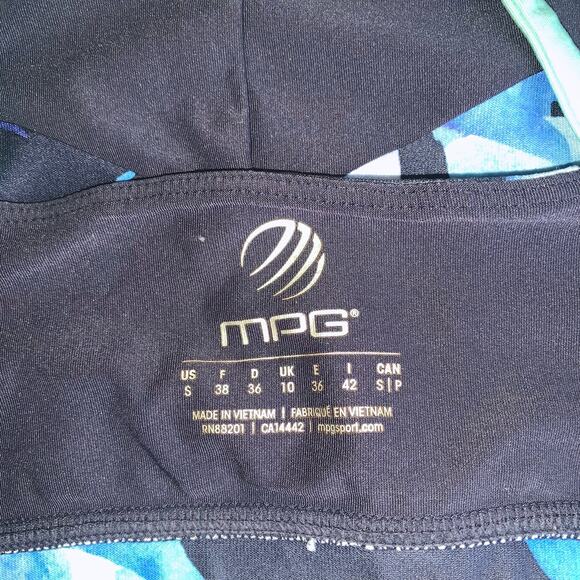 MPG®
US F D UK E I CAN
S 38 36 10 36 42 S|P
MADE IN VIETNAM | FABRIQUÉ EN VIETNAM
RN88201 | CA14442 | mpgsport.com